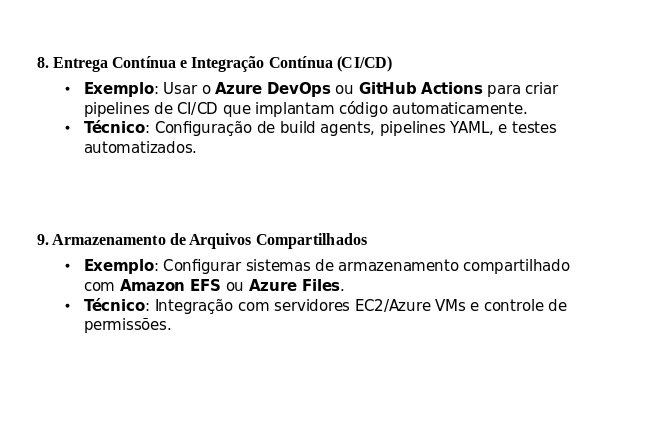 8. Entrega Contínua e Integração Contínua (CI/CD)
• Exemplo: Usar o Azure DevOps ou GitHub Actions para criar
pipelines de CI/CD que implantam código automaticamente.
• Técnico: Configuração de build agents, pipelines YAML, e testes
automatizados.
9. Armazenamento de Arquivos Compartilhados
• Exemplo: Configurar sistemas de armazenamento compartilhado
com Amazon EFS ou Azure Files.
• Técnico: Integração com servidores EC2/Azure VMs e controle de
permissões.